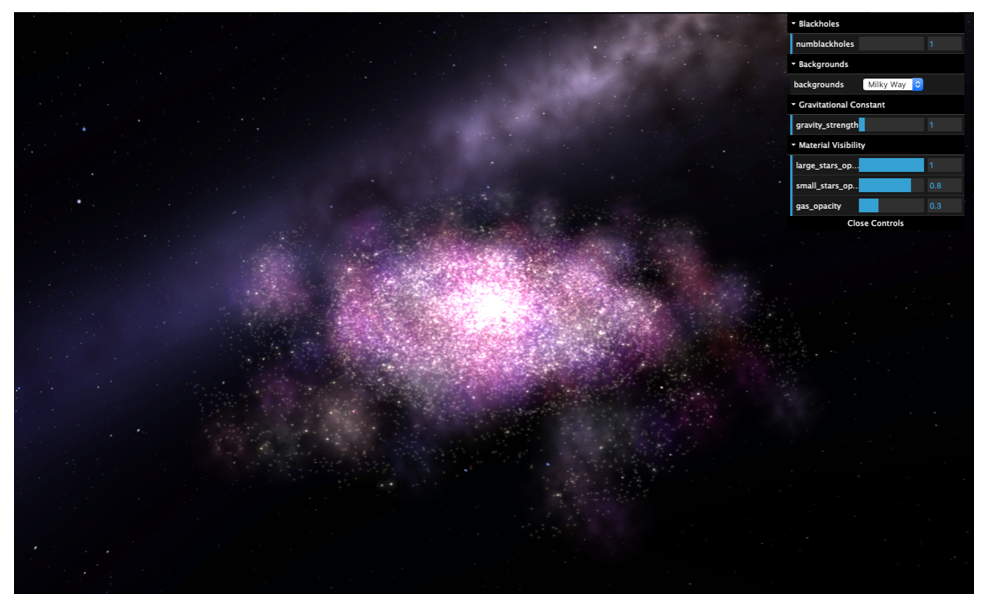 Blackholes
numblackholes 1
Backgrounds
backgrounds Milky Way
Gravitational Constant
gravity_strength 1
Material Visibility
large_stars_op... 1
small_stars_op... 0.8
gas_opacity 0.3
Close Controls